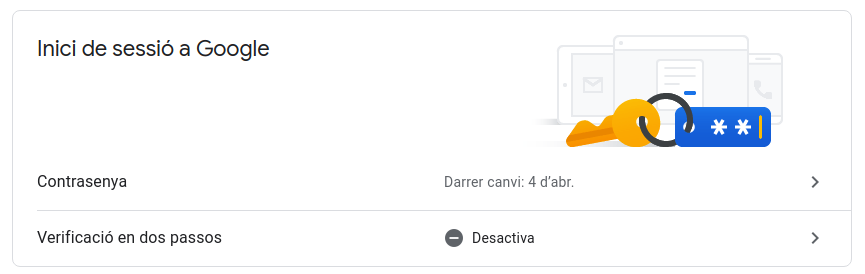 Inici de sessió a Google
Contrasenya
Darrer canvi: 4 d’abr.
Verificació en dos passos
Desactiva